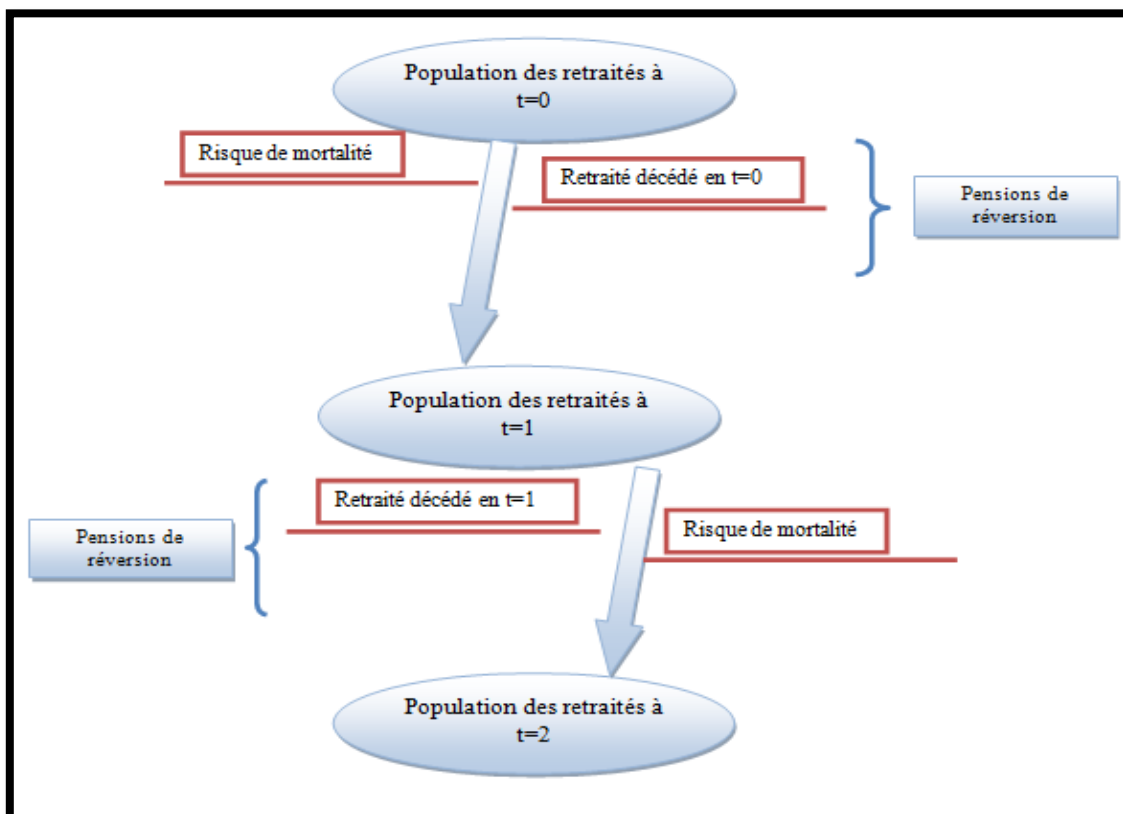 Population des retraités à
t=0
Risque de mortalité
Retraité décédé en t=0
Pensions de
réversion
Population des retraités à
t=1
Retraité décédé en t=1
Risque de mortalité
Pensions de
réversion
Population des retraités à
t=2